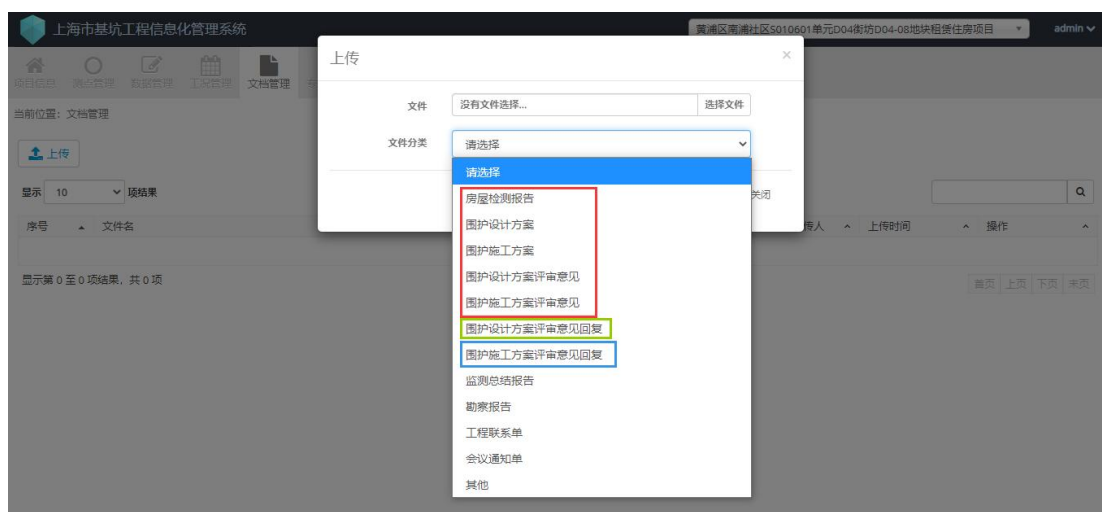 上海市基坑工程信息化管理系统
黄浦区南浦社区S010601单元D04街坊D04-08地块租赁住房项目
admin
项目信息 测点管理 数据管理 工况管理 文档管理
当前位置：文档管理
上传
显示 10 项结果
序号 文件名 传人 上传时间 操作
显示第 0 至 0 项结果，共 0 项
首页 上页 下页 末页
上传
×
文件 没有文件选择... 选择文件
文件分类 请选择
请选择
房屋检测报告
围护设计方案
围护施工方案
围护设计方案评审意见
围护施工方案评审意见
围护设计方案评审意见回复
围护施工方案评审意见回复
监测总结报告
勘察报告
工程联系单
会议通知单
其他
关闭